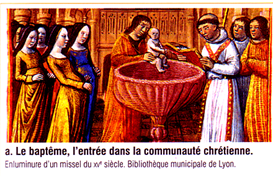 a. Le baptême, l'entrée dans la communauté chrétienne.
Enluminure d'un missel du XVe siècle. Bibliothèque municipale de Lyon.